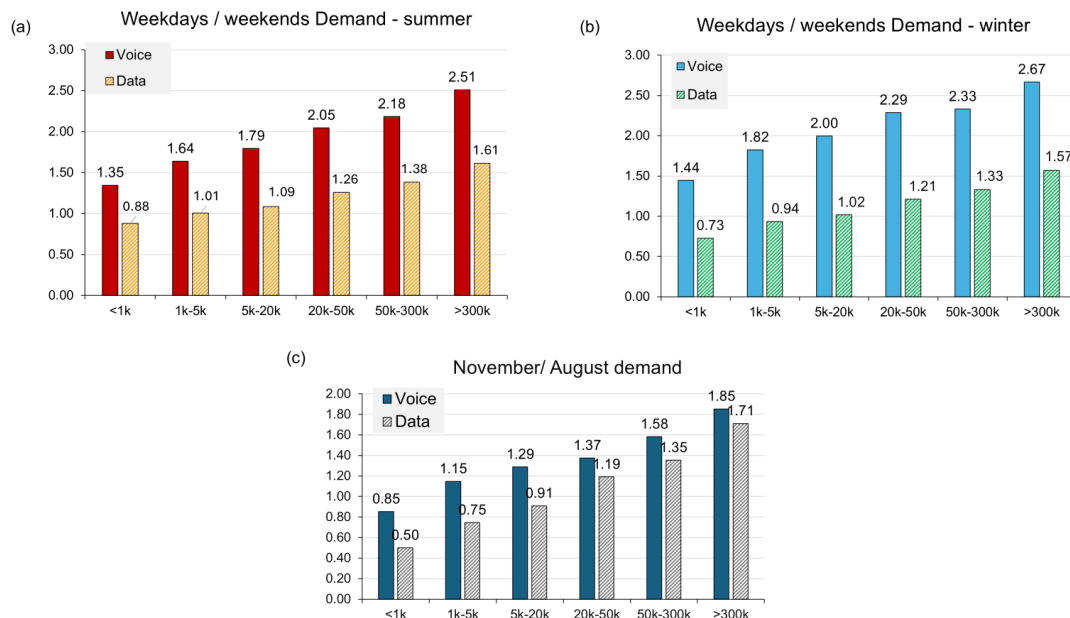 (a)
Weekdays / weekends Demand - summer
3.00
2.50
2.00
1.50
1.00
0.50
0.00
Voice
Data
1.35
0.88
1.64
1.01
1.79
1.09
2.05
1.26
2.18
1.38
2.51
1.61
<1k
1k-5k
5k-20k
20k-50k
50k-300k
>300k
(b)
Weekdays / weekends Demand - winter
3.00
2.50
2.00
1.50
1.00
0.50
0.00
Voice
Data
1.44
0.73
1.82
0.94
2.00
1.02
2.29
1.21
2.33
1.33
2.67
1.57
<1k
1k-5k
5k-20k
20k-50k
50k-300k
>300k
(c)
November/ August demand
2.00
1.80
1.60
1.40
1.20
1.00
0.80
0.60
0.40
0.20
0.00
Voice
Data
0.85
0.50
1.15
0.75
1.29
0.91
1.37
1.19
1.58
1.35
1.85
1.71
<1k
1k-5k
5k-20k
20k-50k
50k-300k
>300k